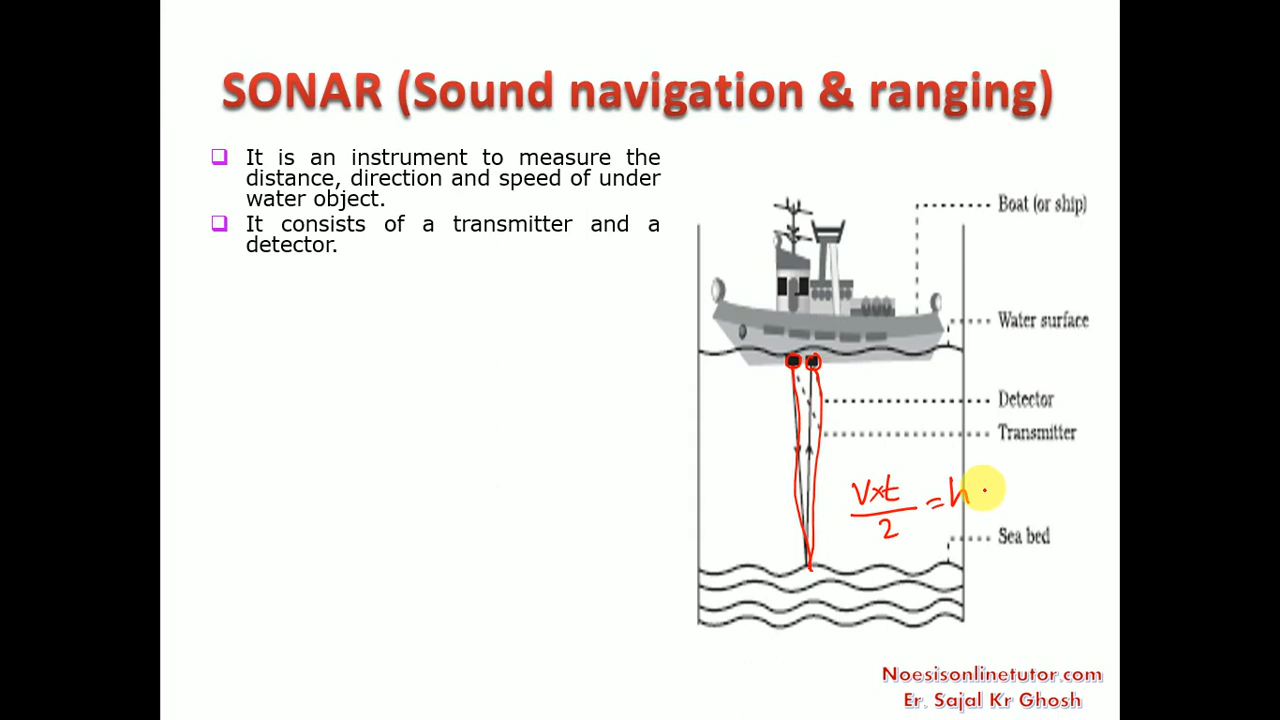 SONAR (Sound navigation & ranging)
It is an instrument to measure the
distance, direction and speed of under
water object.
It consists of a transmitter and a
detector.
Boat (or ship)
Water surface
Detector
Transmitter
v×t
2
=h
Sea bed
Noesisonlinetutor.com
Er. Sajal Kr Ghosh